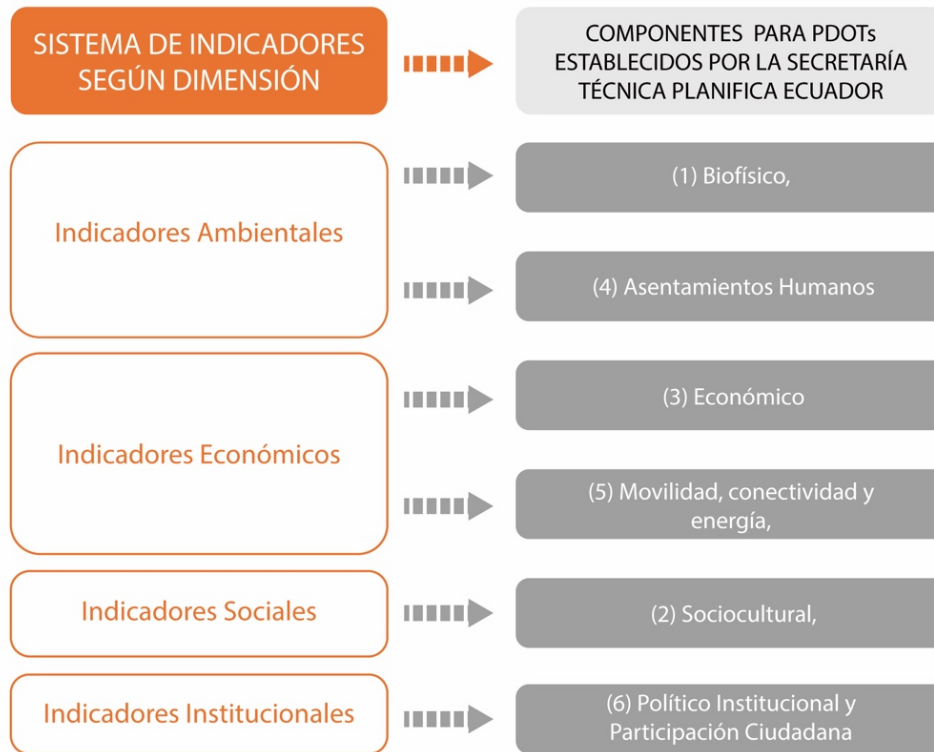 SISTEMA DE INDICADORES
SEGÚN DIMENSIÓN
COMPONENTES PARA PDOTs
ESTABLECIDOS POR LA SECRETARÍA
TÉCNICA PLANIFICA ECUADOR
Indicadores Ambientales
(1) Biofísico,
(4) Asentamientos Humanos
Indicadores Económicos
(3) Económico
(5) Movilidad, conectividad y
energía,
Indicadores Sociales
(2) Sociocultural,
Indicadores Institucionales
(6) Político Institucional y
Participación Ciudadana